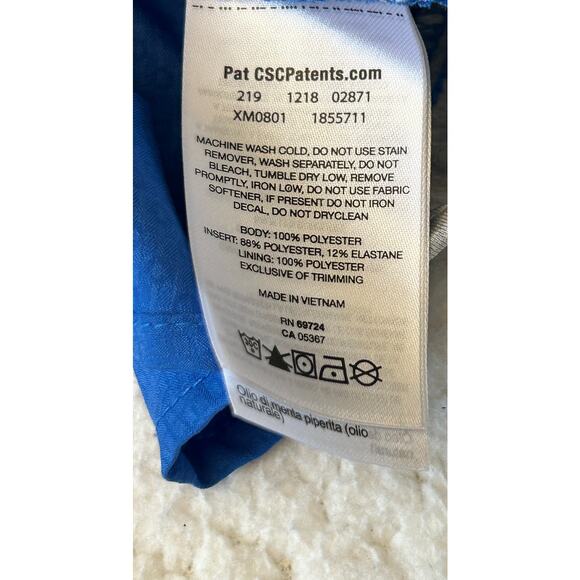 Pat CSCPatents.com
219 1218 02871
XM0801 1855711
MACHINE WASH COLD, DO NOT USE STAIN
REMOVER, WASH SEPARATELY, DO NOT
BLEACH, TUMBLE DRY LOW, REMOVE
PROMPTLY, IRON LOW, DO NOT USE FABRIC
SOFTENER, IF PRESENT DO NOT IRON
DECAL, DO NOT DRYCLEAN
BODY: 100% POLYESTER
INSERT: 88% POLYESTER, 12% ELASTANE
LINING: 100% POLYESTER
EXCLUSIVE OF TRIMMING
MADE IN VIETNAM
RN 69724
CA 05367
Olio di menta piperita (olio
naturale)